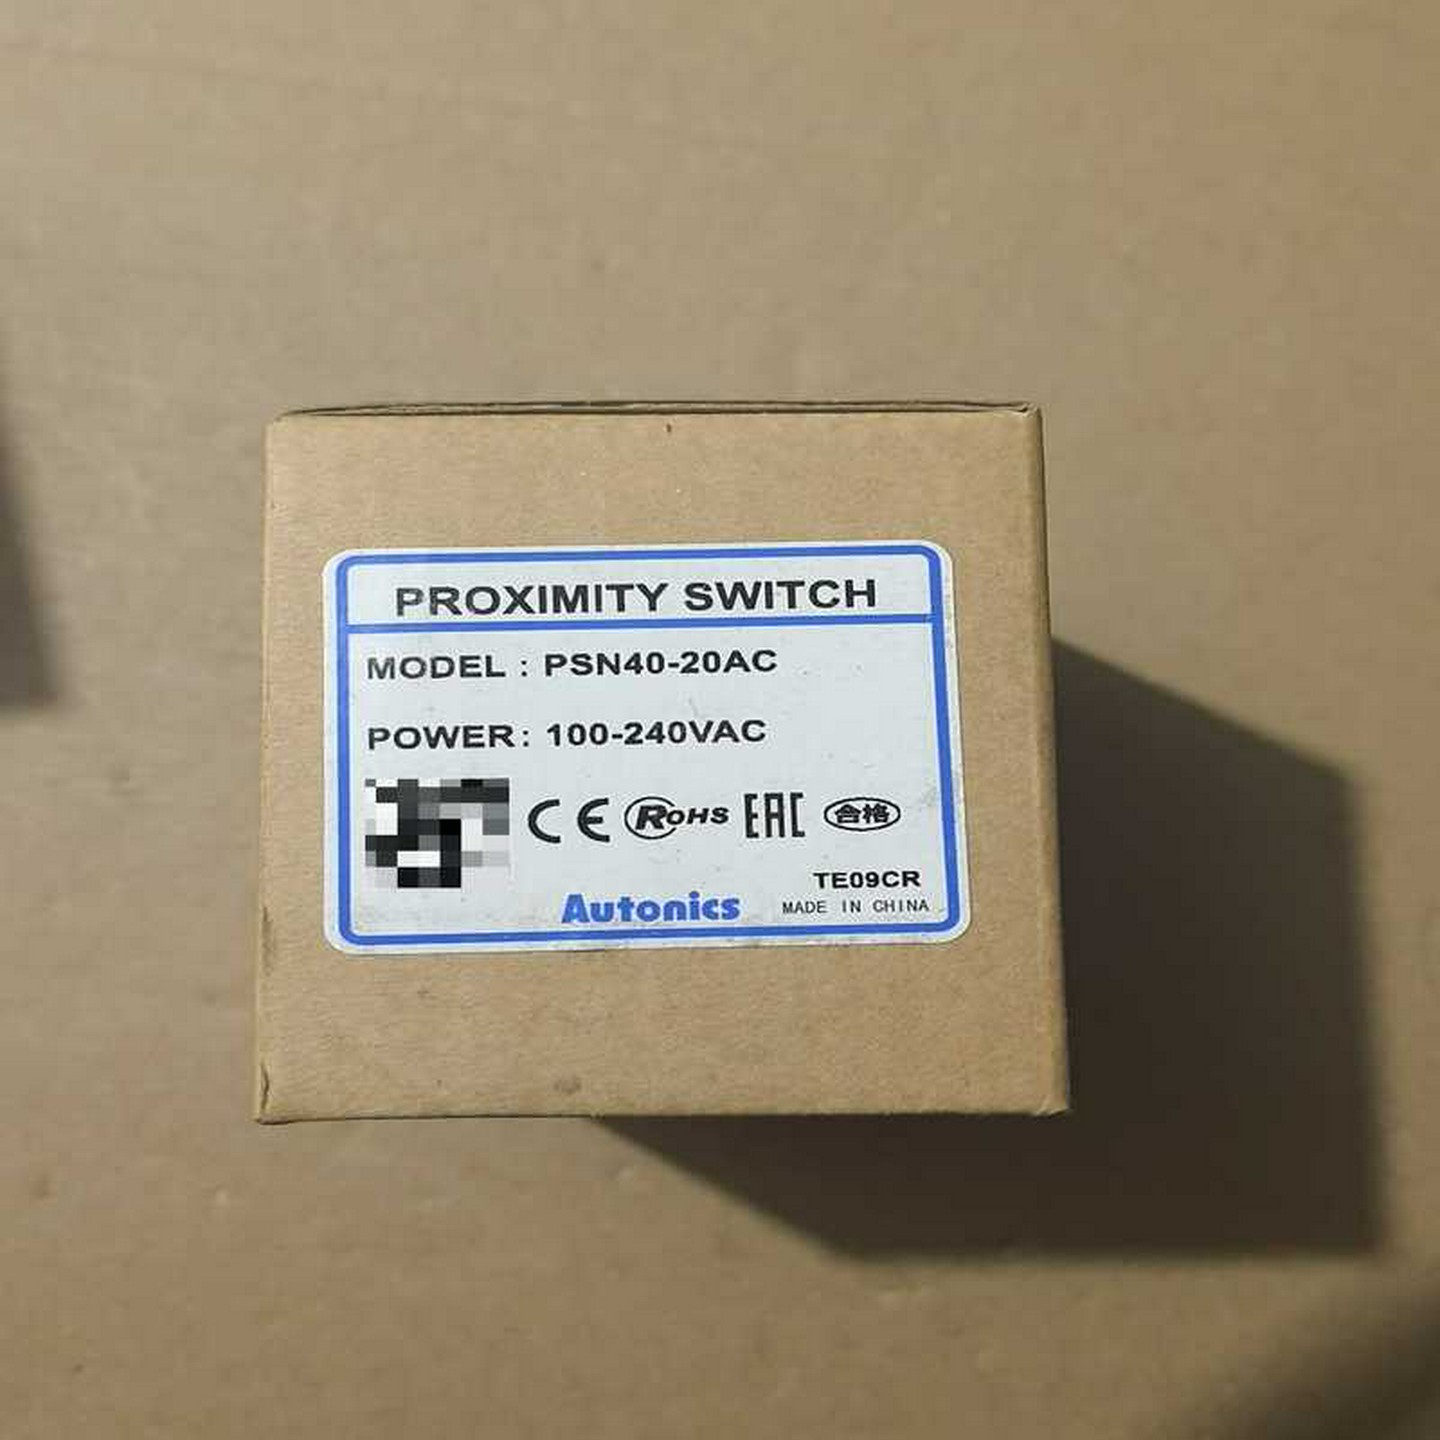 PROXIMITY SWITCH
MODEL : PSN40-20AC
POWER : 100-240VAC
CE RoHS EAC 合格
TE09CR
Autonics MADE IN CHINA